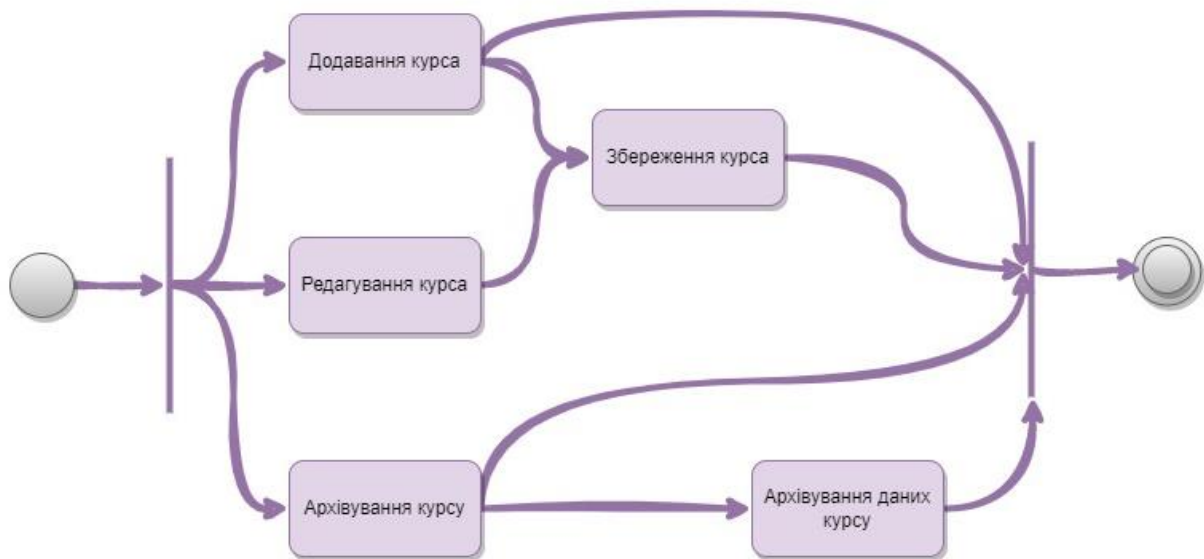 Додавання курса
Збереження курса
Редагування курса
Архівування курсу
Архівування даних
курсу